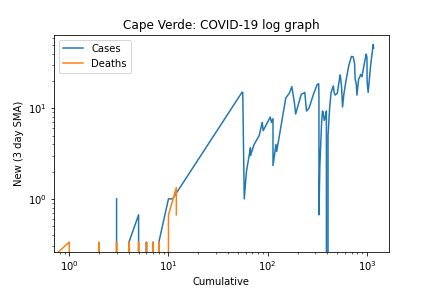 Cape Verde: COVID-19 log graph
Cases
Deaths
New (3 day SMA)
10¹
10⁰
10⁰ 10¹ 10² 10³
Cumulative